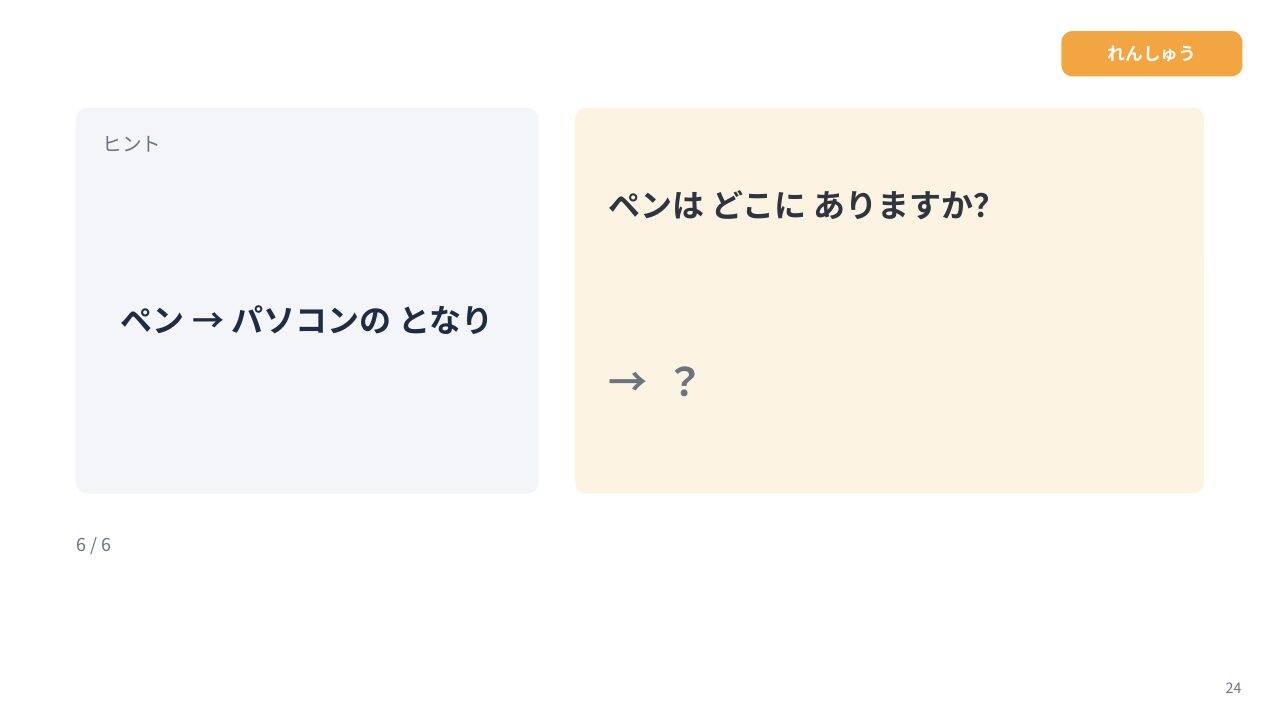 れんしゅう
ヒント
ペン → パソコンの となり
ペンは どこに ありますか?
→ ？
6 / 6
24